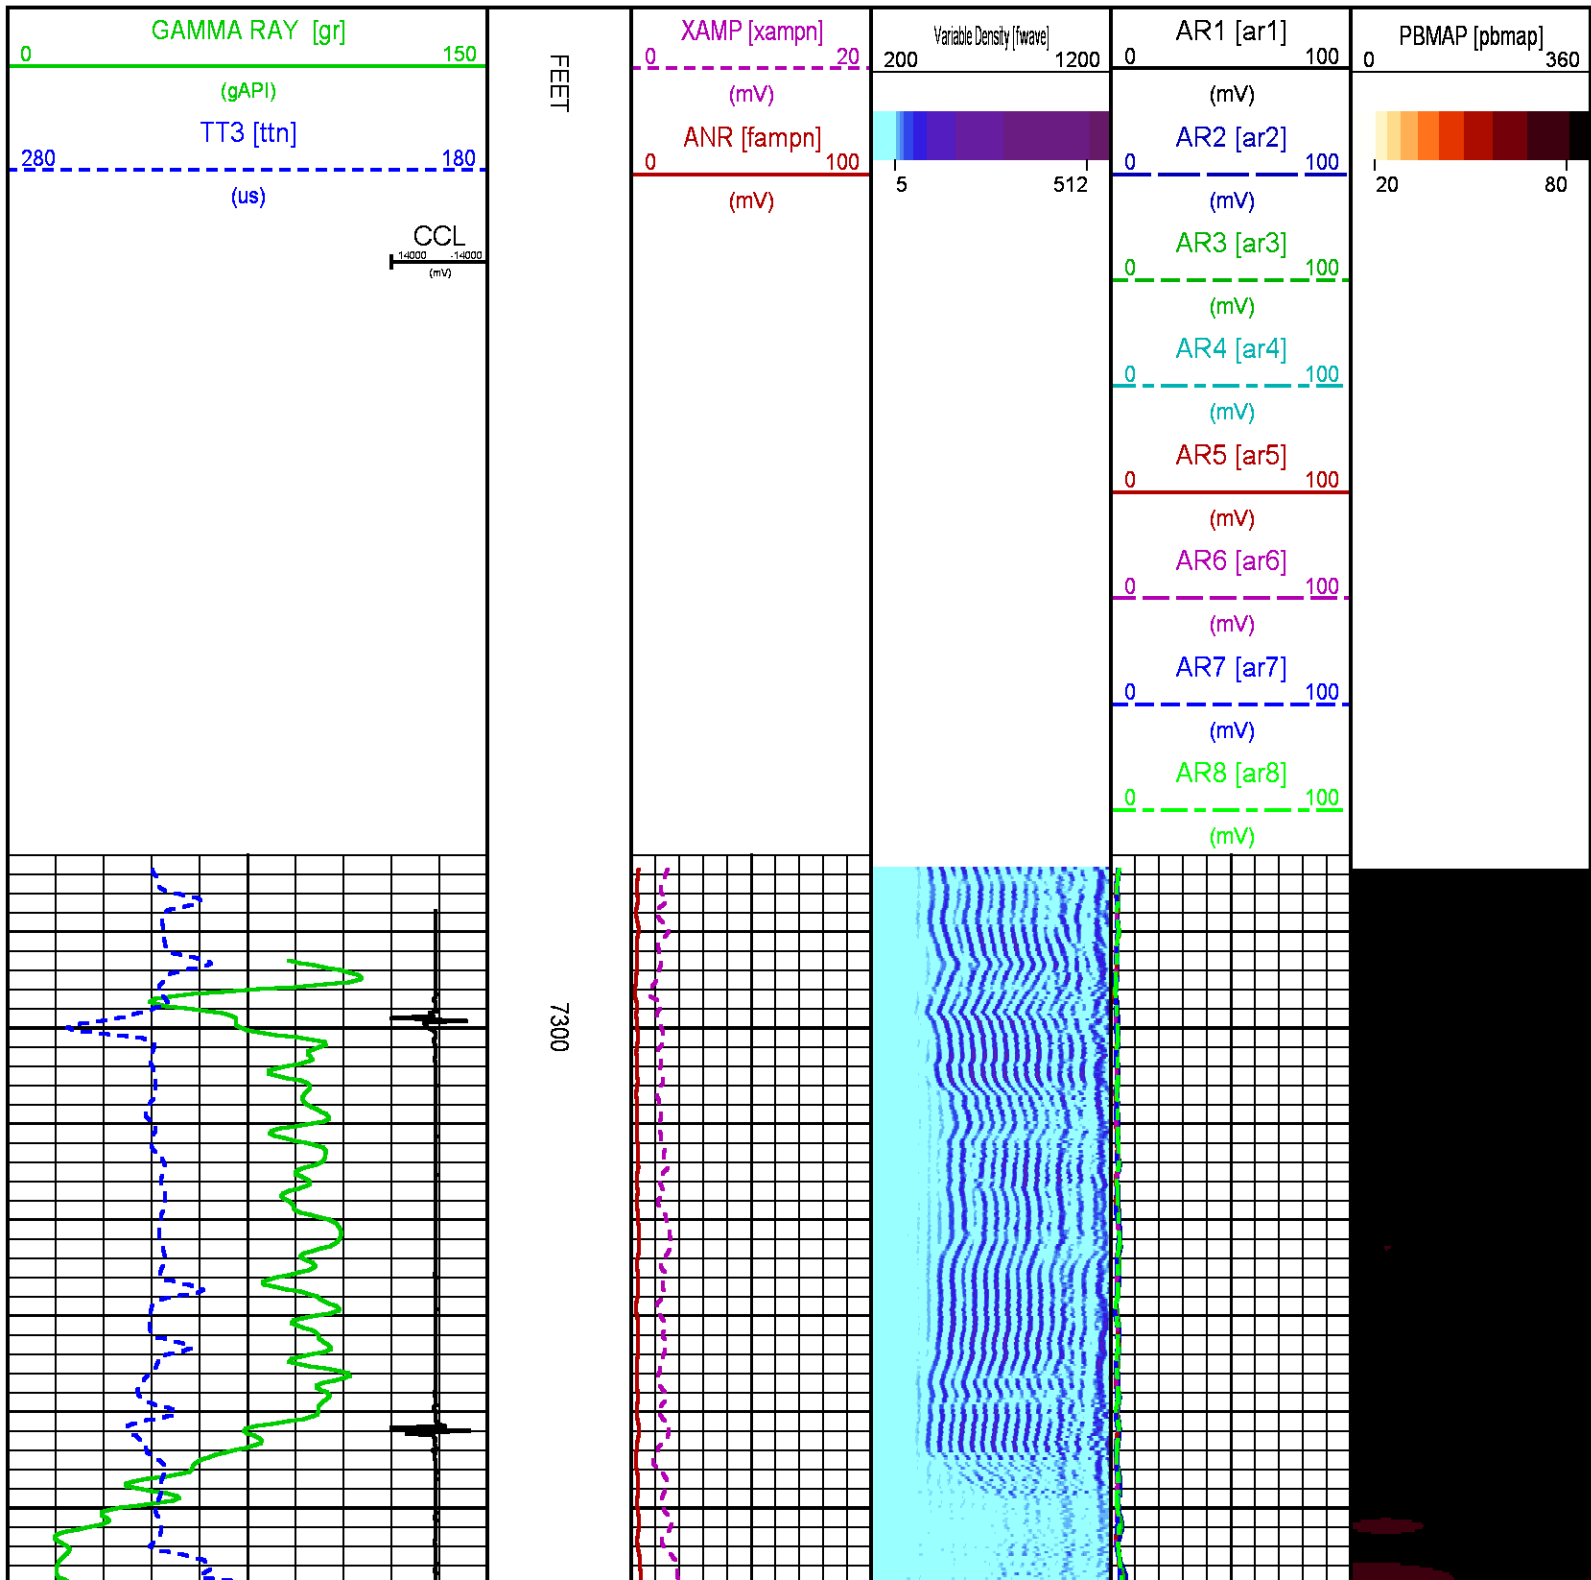 GAMMA RAY [gr]
0 150
(gAPI)
TT3 [ttn]
280 180
(us)
CCL
14000 -14000
(mV)
FEET
7300
XAMP [xampn]
0 20
(mV)
ANR [fampn]
0 100
(mV)
Variable Density [fwave]
200 1200
5 512
AR1 [ar1]
0 100
(mV)
AR2 [ar2]
0 100
(mV)
AR3 [ar3]
0 100
(mV)
AR4 [ar4]
0 100
(mV)
AR5 [ar5]
0 100
(mV)
AR6 [ar6]
0 100
(mV)
AR7 [ar7]
0 100
(mV)
AR8 [ar8]
0 100
(mV)
PBMAP [pbmap]
0 360
20 80